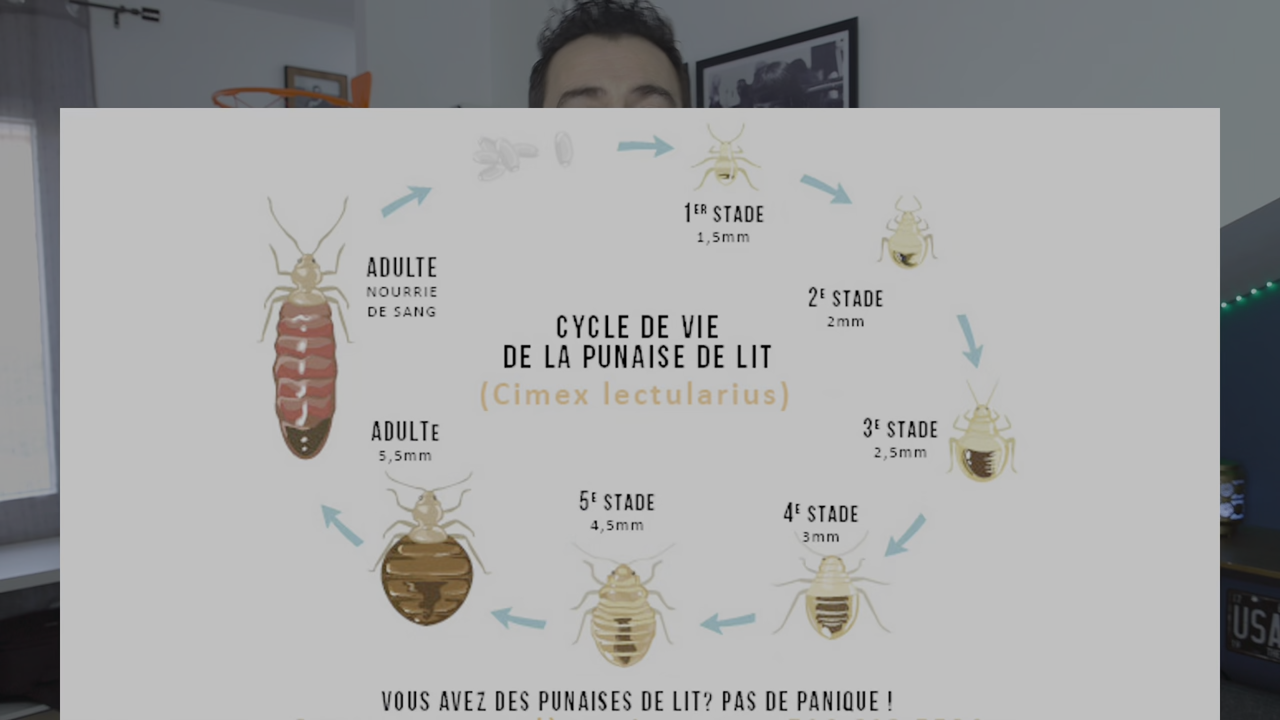 1ER STADE
1,5mm
2E STADE
2mm
3E STADE
2,5mm
4E STADE
3mm
5E STADE
4,5mm
ADULTE
5,5mm
ADULTE
NOURRIE
DE SANG
CYCLE DE VIE
DE LA PUNAISE DE LIT
(Cimex lectularius)
VOUS AVEZ DES PUNAISES DE LIT? PAS DE PANIQUE !
USA